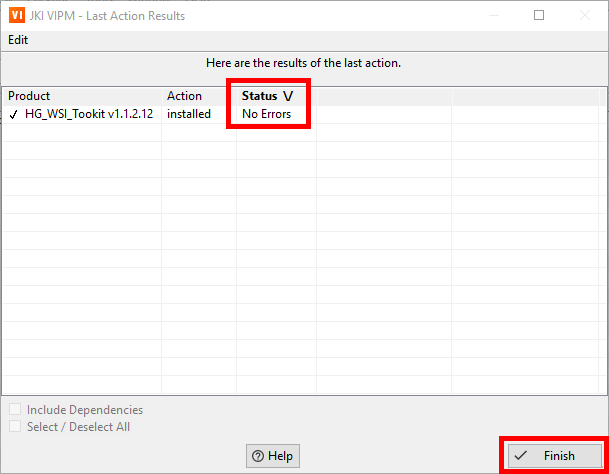 VI JKI VIPM - Last Action Results
Edit
Here are the results of the last action.
Product Action Status
HG_WSI_Tookit v1.1.2.12 installed No Errors
Include Dependencies
Select / Deselect All
Help Finish